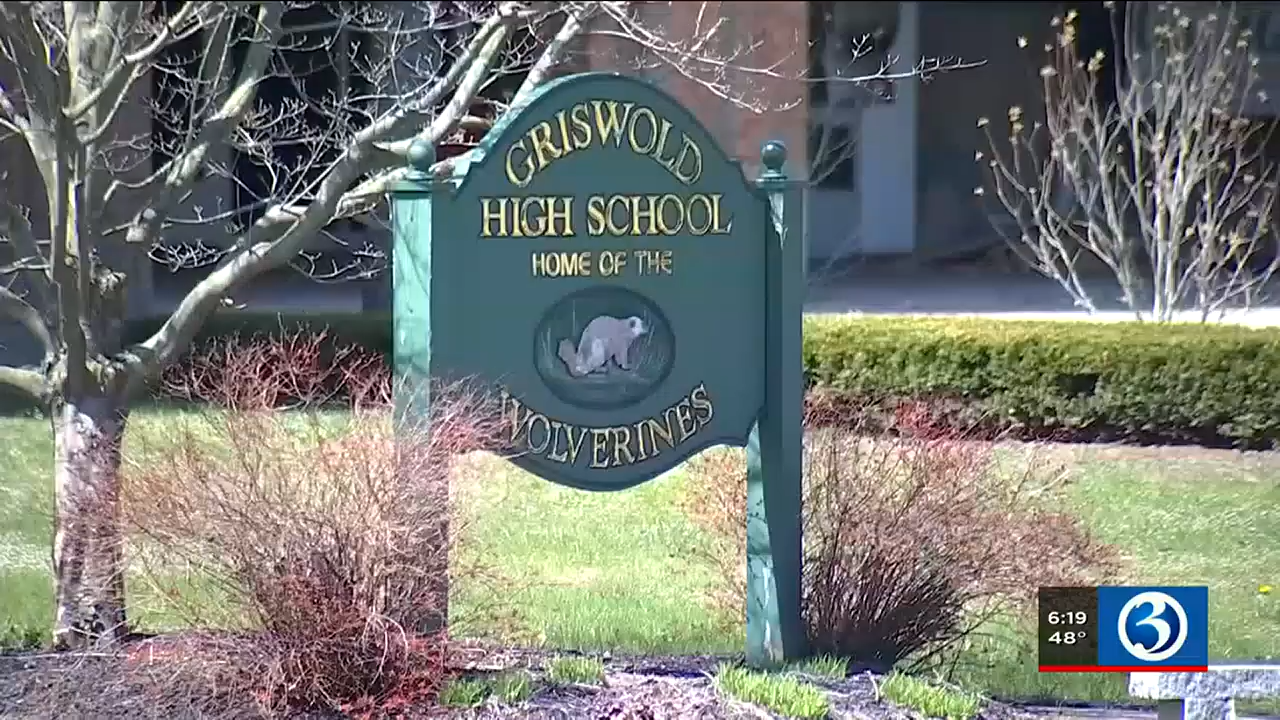 GRISWOLD
HIGH SCHOOL
HOME OF THE
WOLVERINES
6:19
48°
3